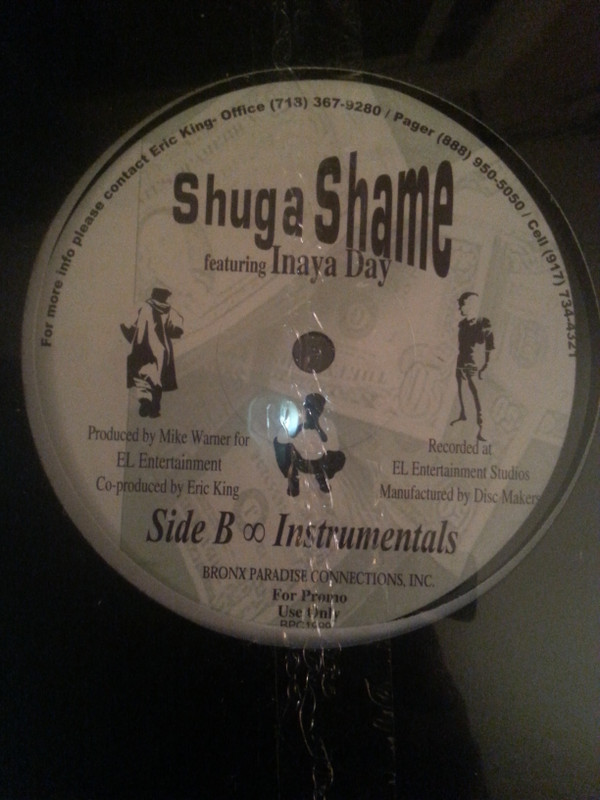 For more info please contact Eric King- Office (713) 367-9280 / Pager (888) 950-5050 / Cell (917) 734-4321
Shuga Shame
featuring Inaya Day
Produced by Mike Warner for
EL Entertainment
Co-produced by Eric King
Recorded at
EL Entertainment Studios
Manufactured by Disc Makers
Side B ∞ Instrumentals
BRONX PARADISE CONNECTIONS, INC.
For Promo
Use Only